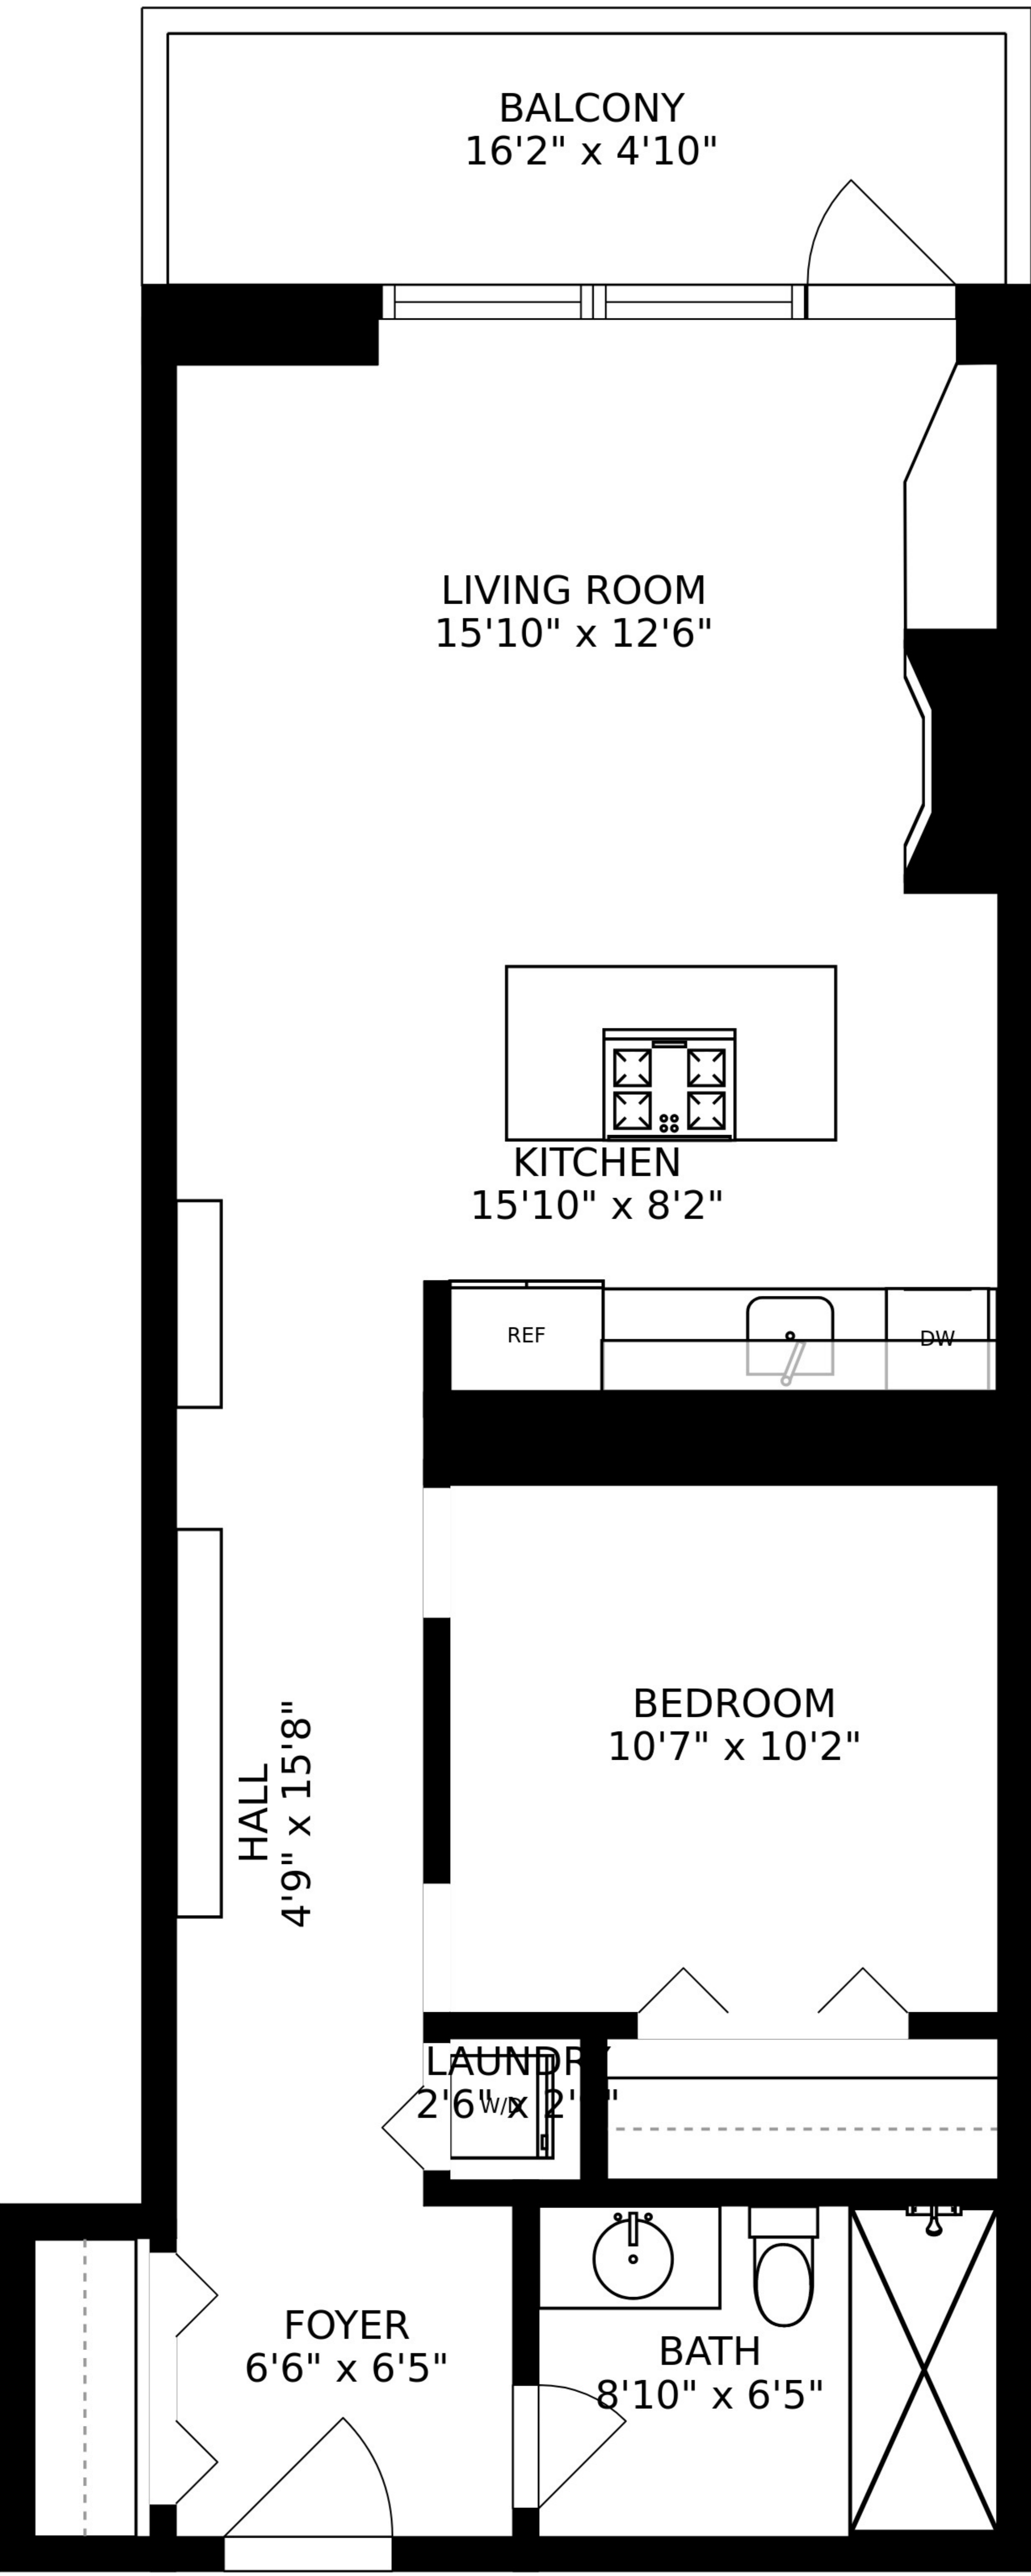 BALCONY
16'2" x 4'10"
LIVING ROOM
15'10" x 12'6"
KITCHEN
15'10" x 8'2"
REF
DW
BEDROOM
10'7" x 10'2"
HALL
4'9" x 15'8"
LAUNDRY
2'6" x
W/D
FOYER
6'6" x 6'5"
BATH
8'10" x 6'5"